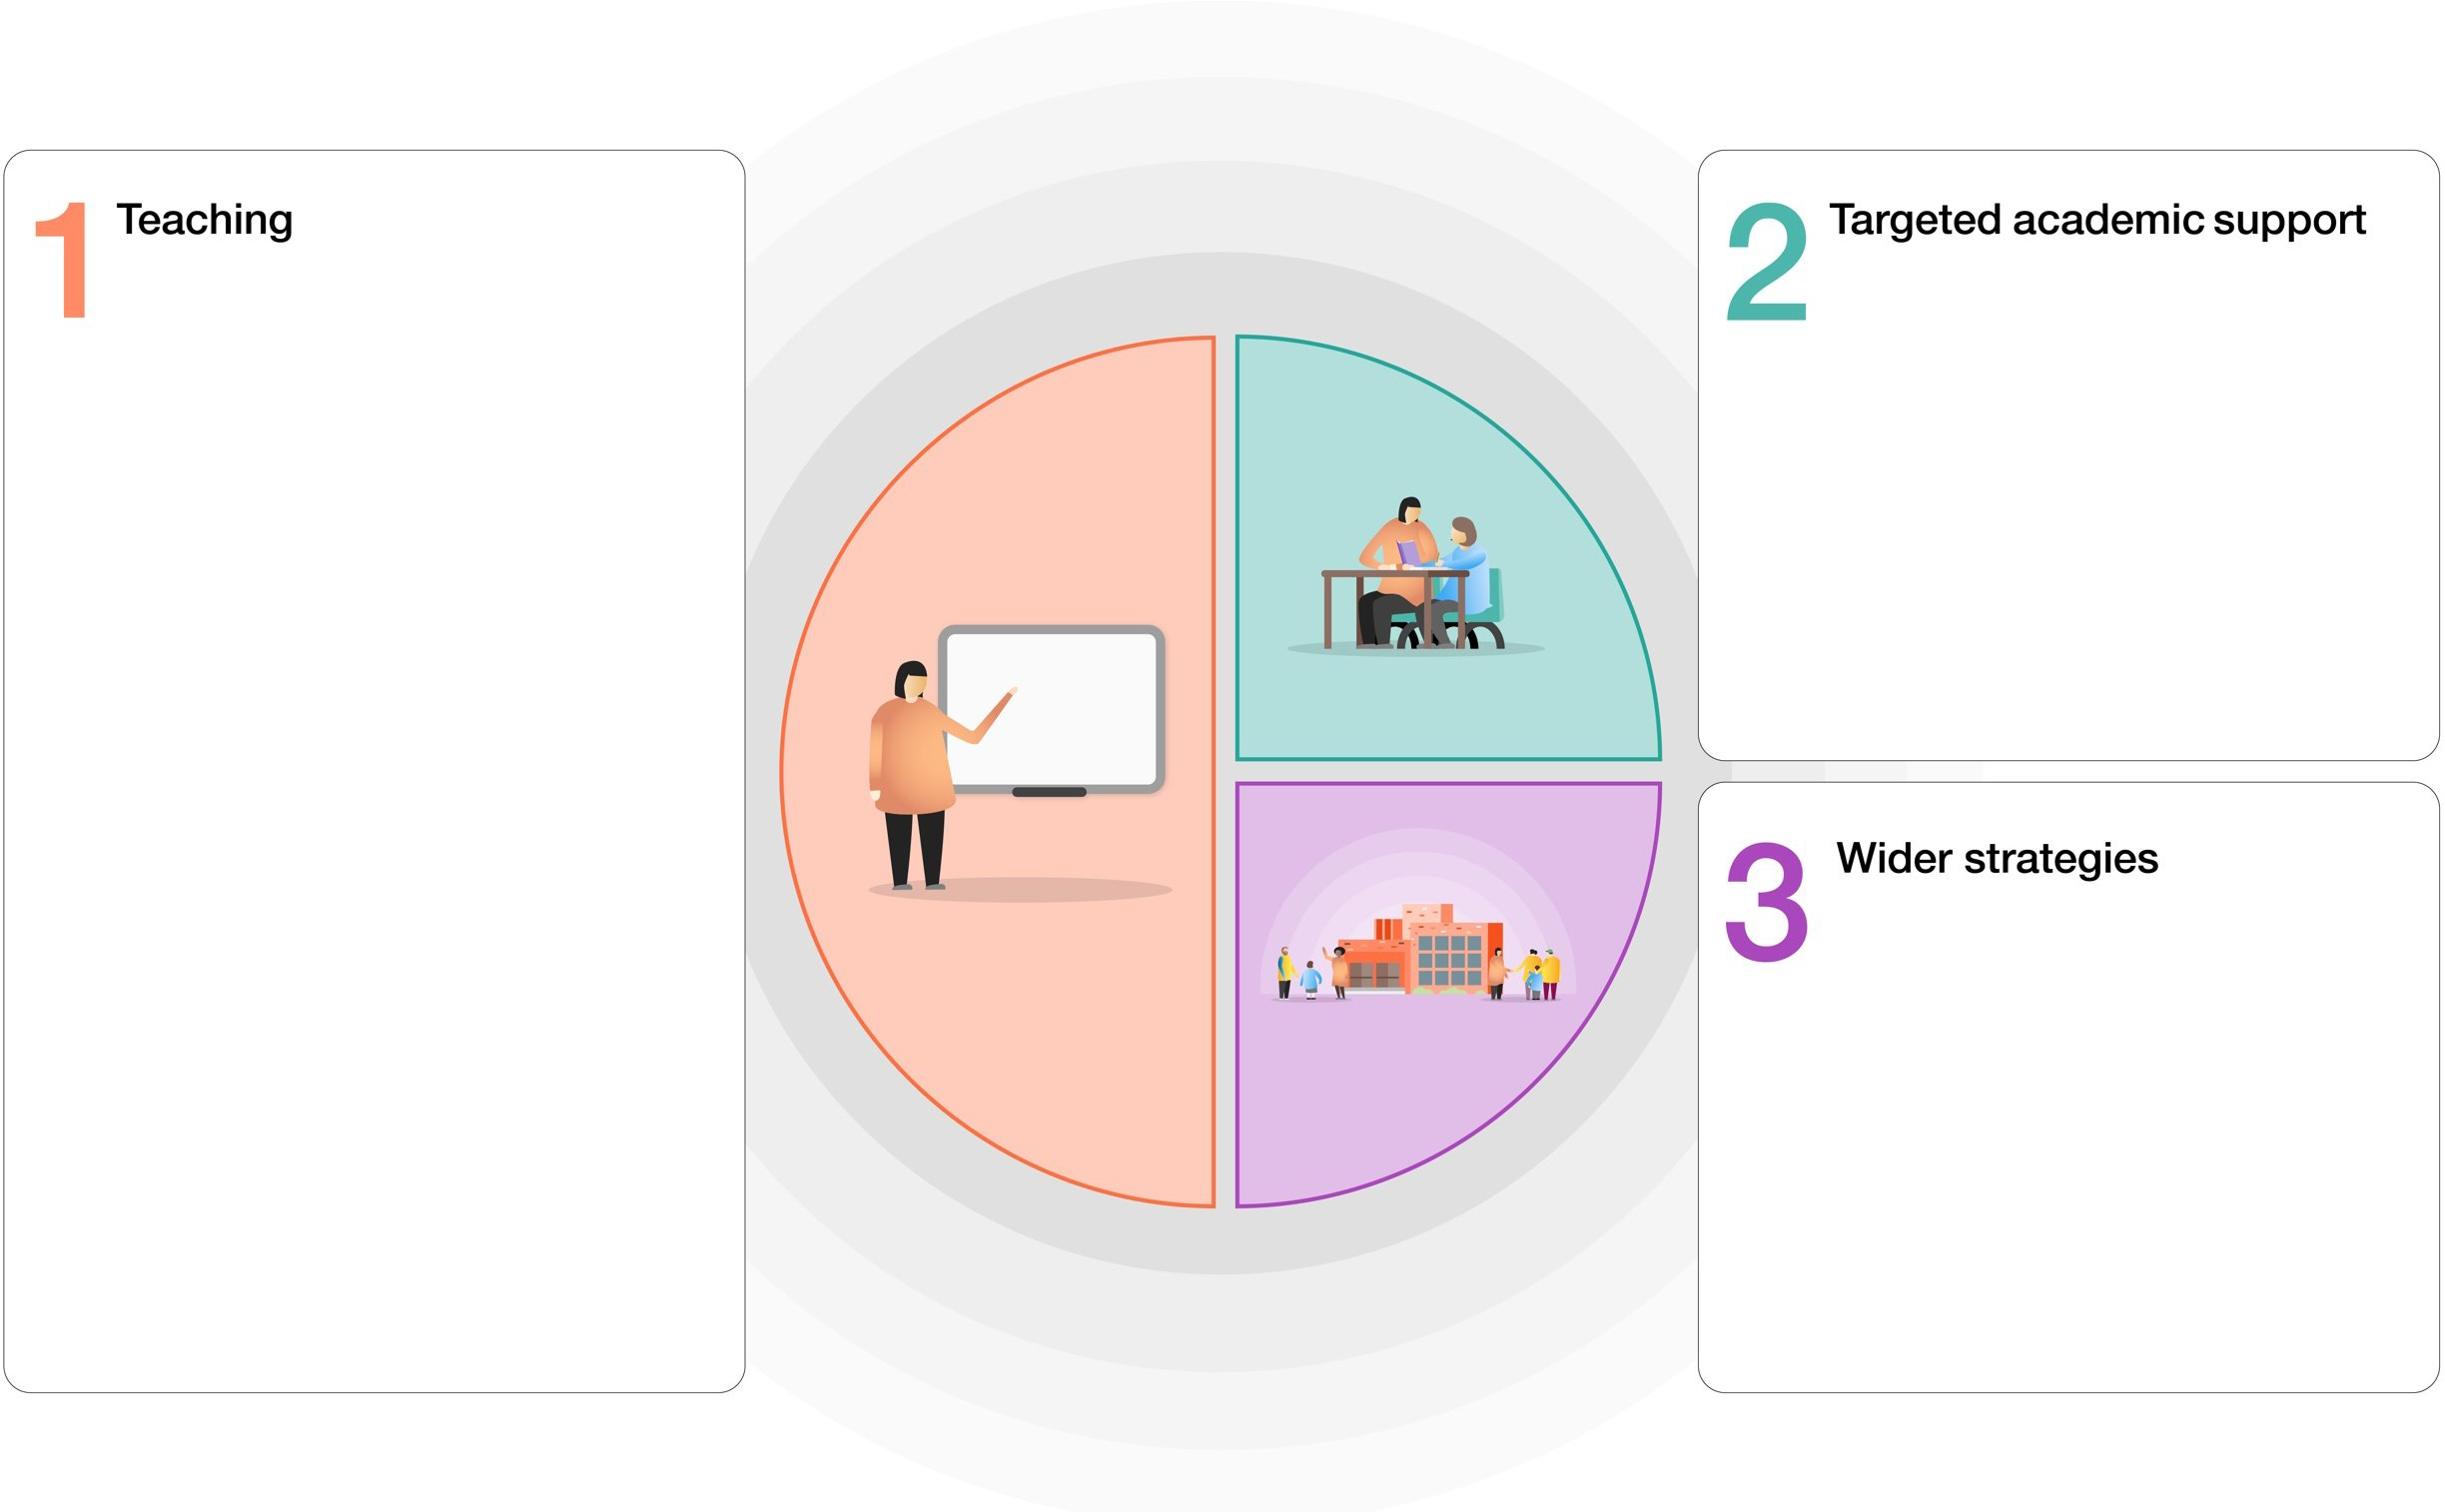 1 Teaching
2 Targeted academic support
3 Wider strategies